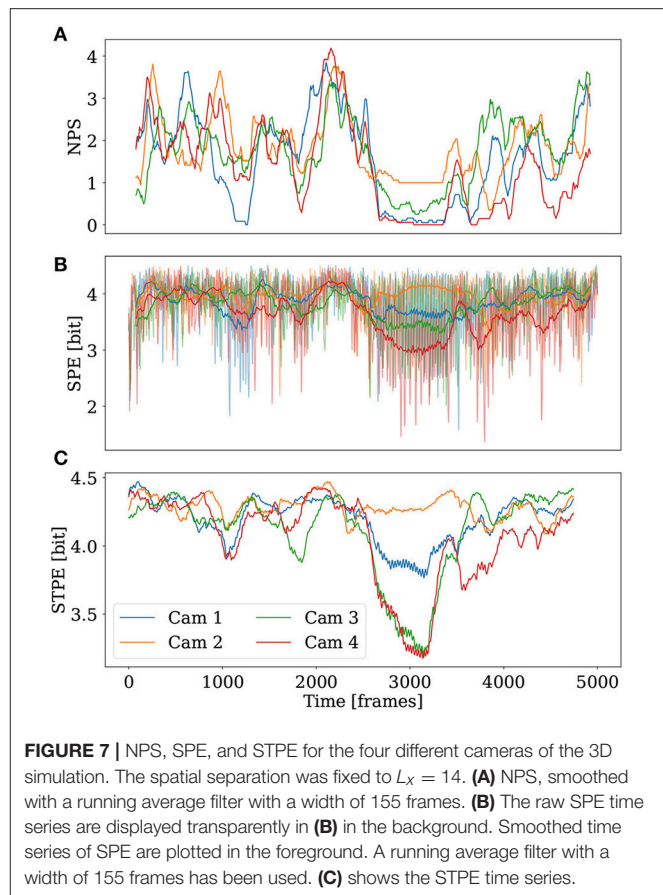 A
4
3
2
1
0
NPS
B
4
3
2
SPE [bit]
C
4.5
4.0
3.5
STPE [bit]
Cam 1
Cam 3
Cam 2
Cam 4
0 1000 2000 3000 4000 5000
Time [frames]
FIGURE 7 | NPS, SPE, and STPE for the four different cameras of the 3D
simulation. The spatial separation was fixed to Lx = 14. (A) NPS, smoothed
with a running average filter with a width of 155 frames. (B) The raw SPE time
series are displayed transparently in (B) in the background. Smoothed time
series of SPE are plotted in the foreground. A running average filter with a
width of 155 frames has been used. (C) shows the STPE time series.